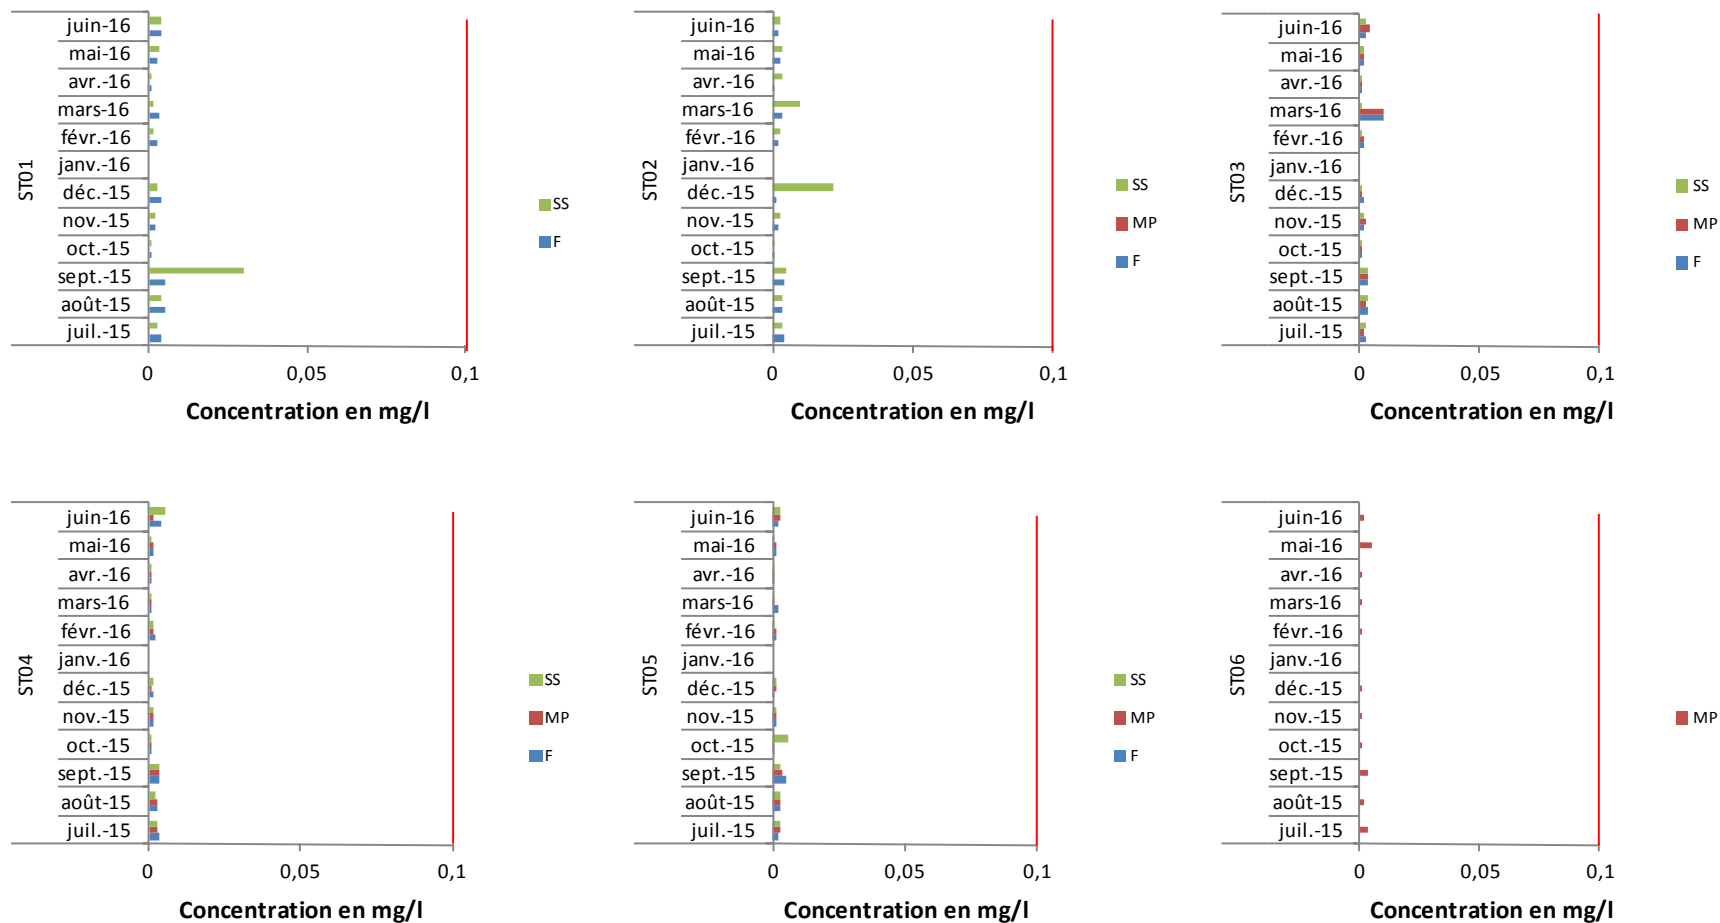 ST01
juin-16
mai-16
avr.-16
mars-16
févr.-16
janv.-16
déc.-15
nov.-15
oct.-15
sept.-15
août-15
juil.-15
0 0,05 0,1
Concentration en mg/l
SS
F
ST02
juin-16
mai-16
avr.-16
mars-16
févr.-16
janv.-16
déc.-15
nov.-15
oct.-15
sept.-15
août-15
juil.-15
0 0,05 0,1
Concentration en mg/l
SS
MP
F
ST03
juin-16
mai-16
avr.-16
mars-16
févr.-16
janv.-16
déc.-15
nov.-15
oct.-15
sept.-15
août-15
juil.-15
0 0,05 0,1
Concentration en mg/l
SS
MP
F
ST04
juin-16
mai-16
avr.-16
mars-16
févr.-16
janv.-16
déc.-15
nov.-15
oct.-15
sept.-15
août-15
juil.-15
0 0,05 0,1
Concentration en mg/l
SS
MP
F
ST05
juin-16
mai-16
avr.-16
mars-16
févr.-16
janv.-16
déc.-15
nov.-15
oct.-15
sept.-15
août-15
juil.-15
0 0,05 0,1
Concentration en mg/l
SS
MP
F
ST06
juin-16
mai-16
avr.-16
mars-16
févr.-16
janv.-16
déc.-15
nov.-15
oct.-15
sept.-15
août-15
juil.-15
0 0,05 0,1
Concentration en mg/l
MP